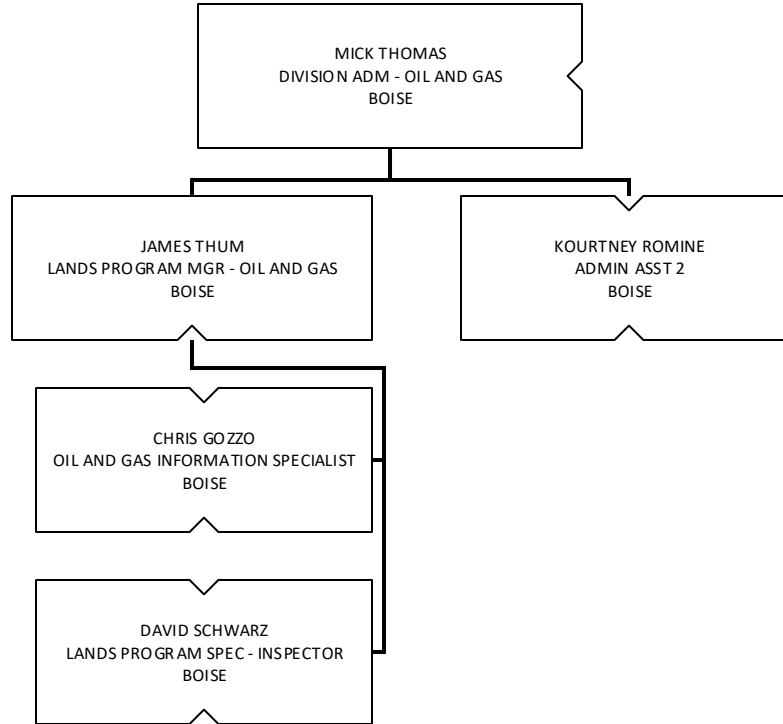 MICK THOMAS
DIVISION ADM - OIL AND GAS
BOISE
JAMES THUM
LANDS PROGRAM MGR - OIL AND GAS
BOISE
KOURTNEY ROMINE
ADMIN ASST 2
BOISE
CHRIS GOZZO
OIL AND GAS INFORMATION SPECIALIST
BOISE
DAVID SCHWARZ
LANDS PROGRAM SPEC - INSPECTOR
BOISE